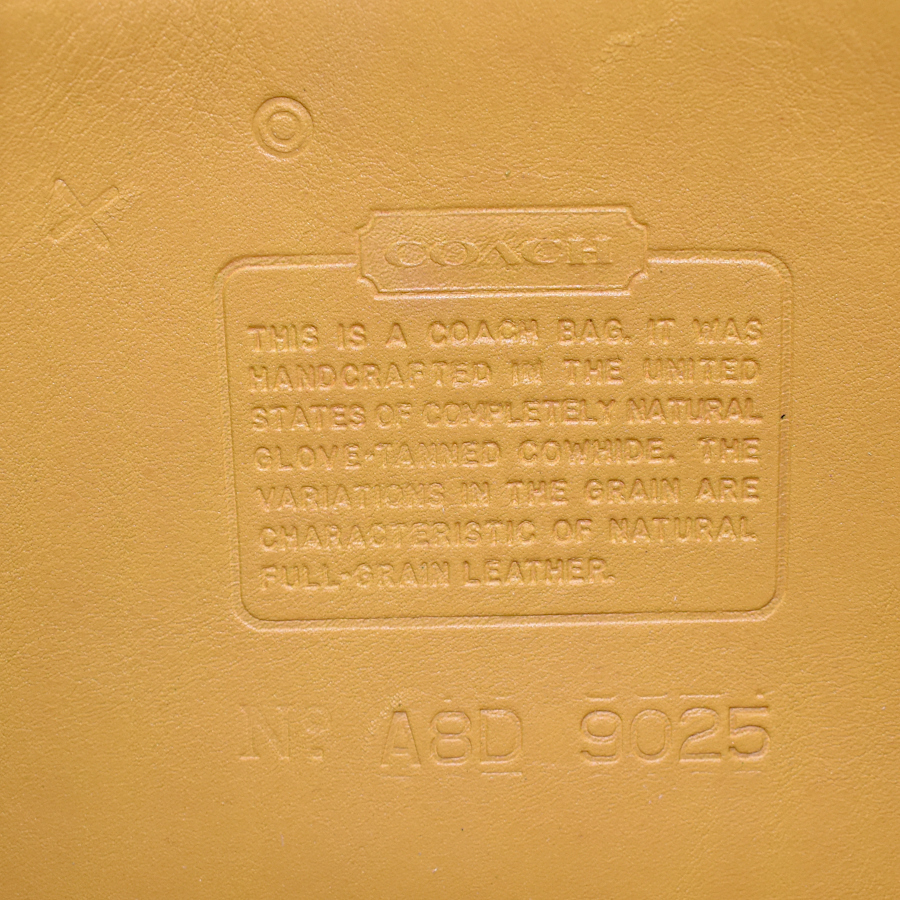 COACH
THIS IS A COACH BAG. IT WAS
HANDCRAFTED IN THE UNITED
STATES OF COMPLETELY NATURAL
GLOVE-TANNED COWHIDE. THE
VARIATIONS IN THE GRAIN ARE
CHARACTERISTIC OF NATURAL
FULL-GRAIN LEATHER.
Nº A8D 9025